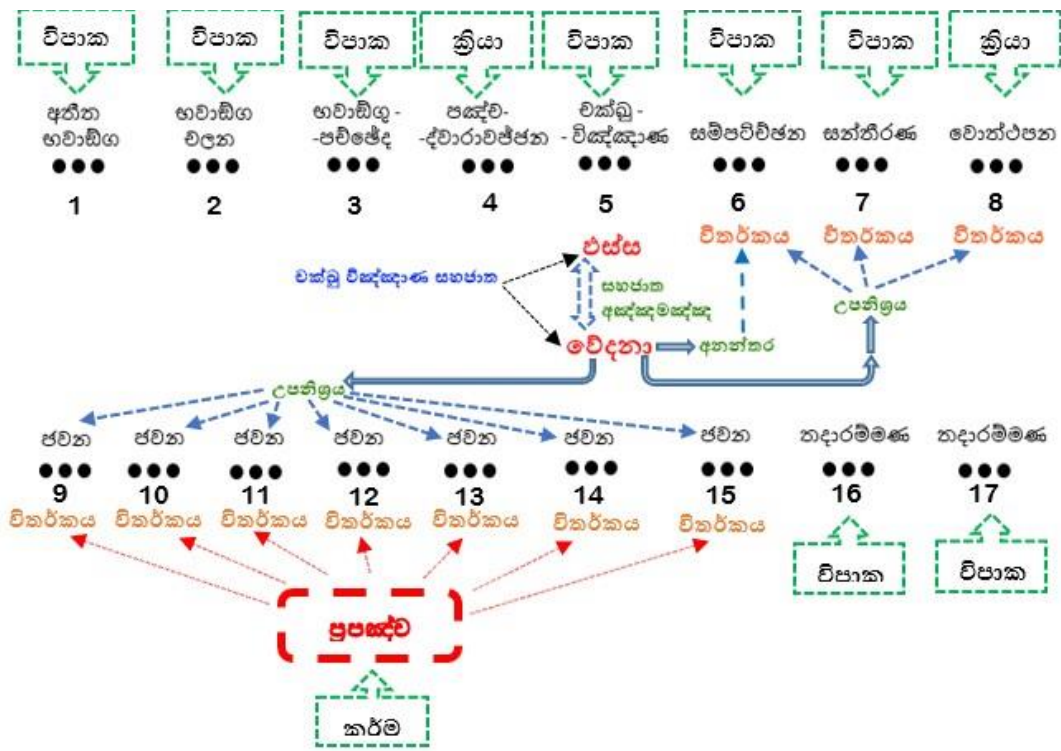 විපාක
විපාක
විපාක
ක්‍රියා
විපාක
විපාක
විපාක
ක්‍රියා
අතීත
භවාඞ්ග
භවාඞ්ග
චලන
භවාඞ්ගු -
-පච්ඡේද
පඤ්ච-
-ද්වාරාවජ්ජන
චක්ඛු -
-විඤ්ඤාණ
සම්පටිච්ඡන
සන්තීරණ
වොත්ථපන
1 2 3 4 5 6 7 8
විතර්කය විතර්කය විතර්කය
ඵස්ස
චක්ඛු විඤ්ඤාණ සහජාත
සහජාත
අඤ්ඤමඤ්ඤ
උපනිශ්‍රය
වේදනා
අනන්තර
උපනිශ්‍රය
ජවන ජවන ජවන ජවන ජවන ජවන ජවන තදාරම්මණ තදාරම්මණ
9 10 11 12 13 14 15 16 17
විතර්කය විතර්කය විතර්කය විතර්කය විතර්කය විතර්කය විතර්කය
විපාක
විපාක
ප්‍රපඤ්ච
කර්ම